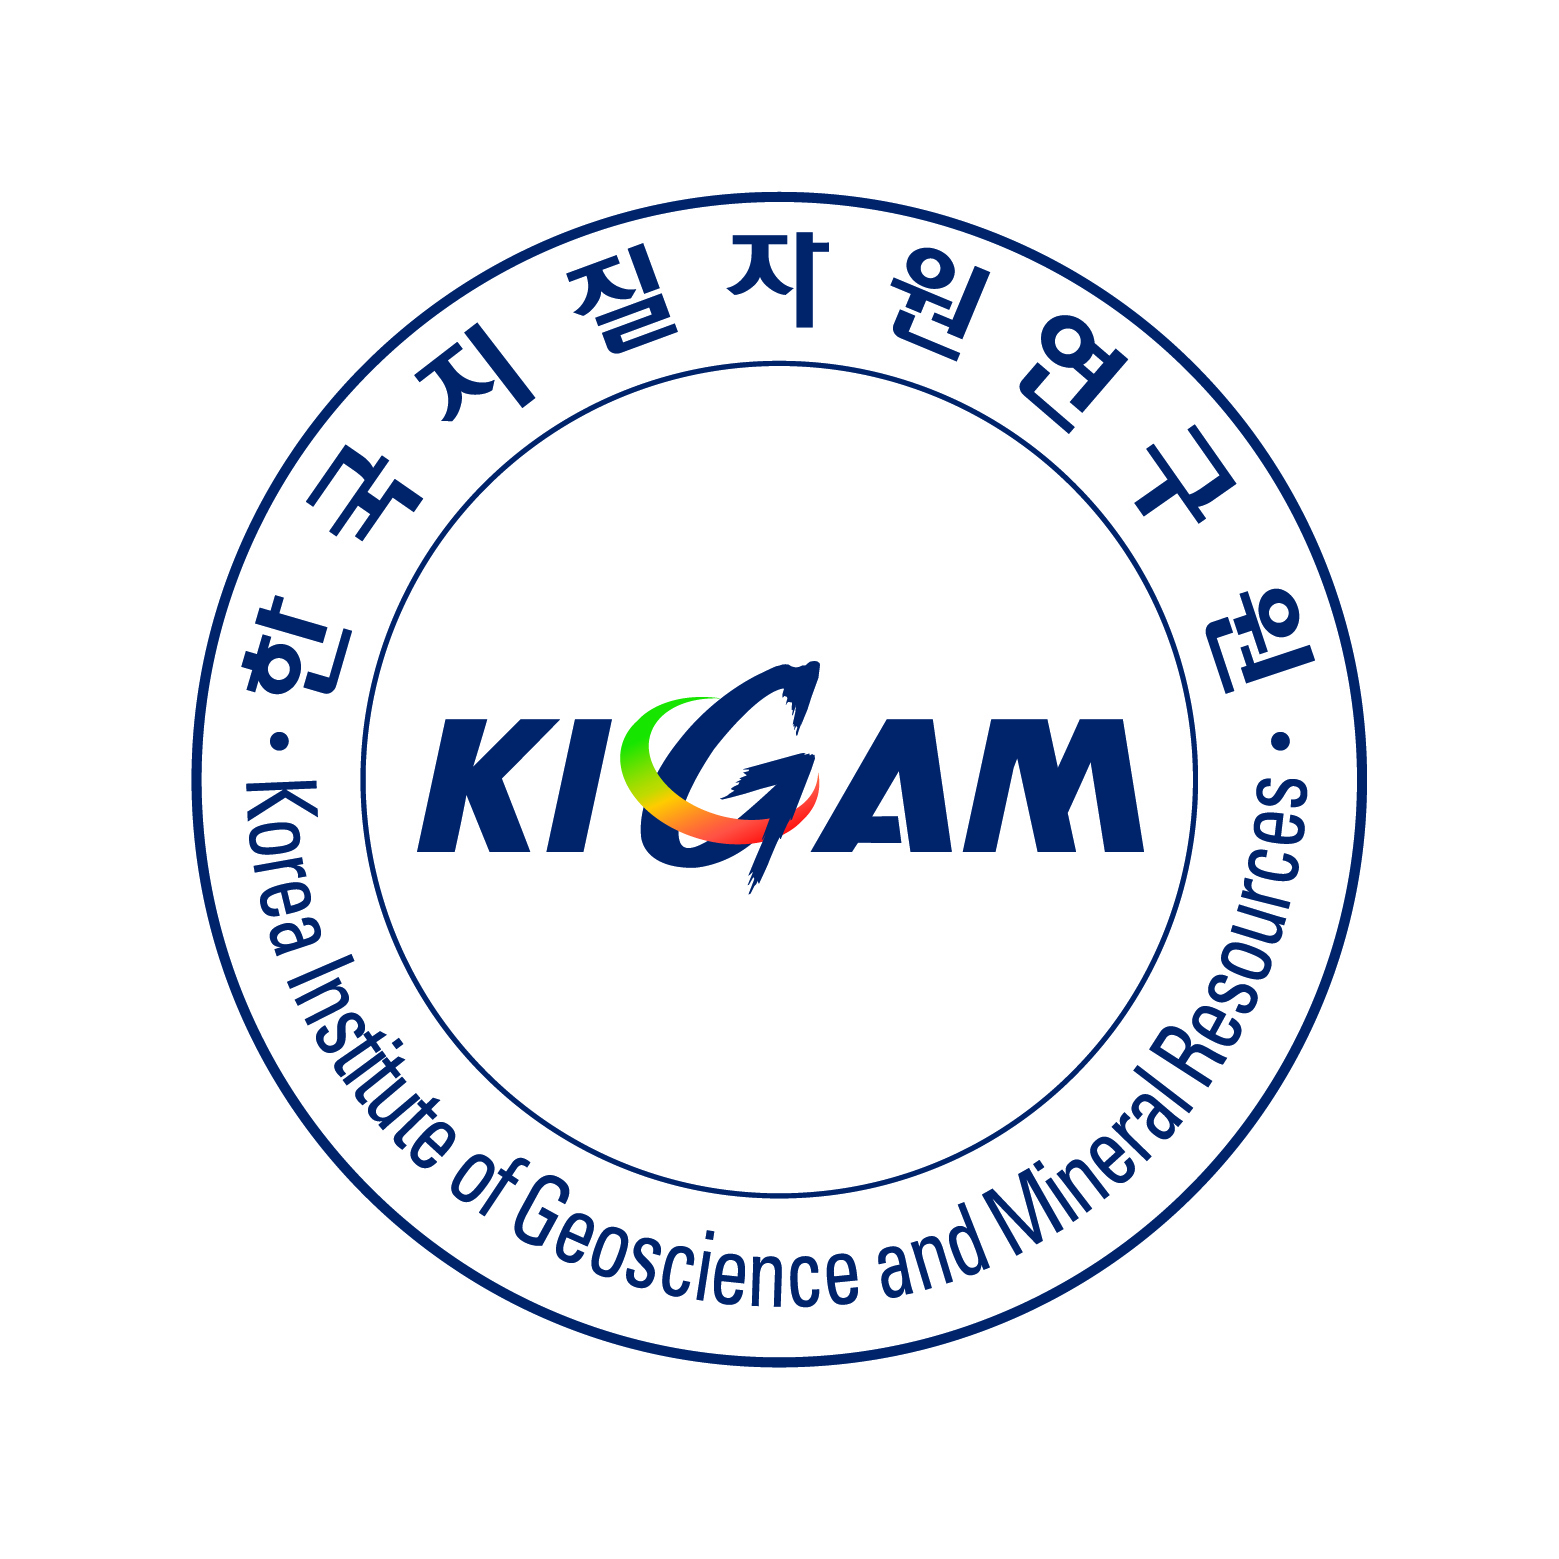 한국지질자원연구원
KIGAM
· Korea Institute of Geoscience and Mineral Resources ·